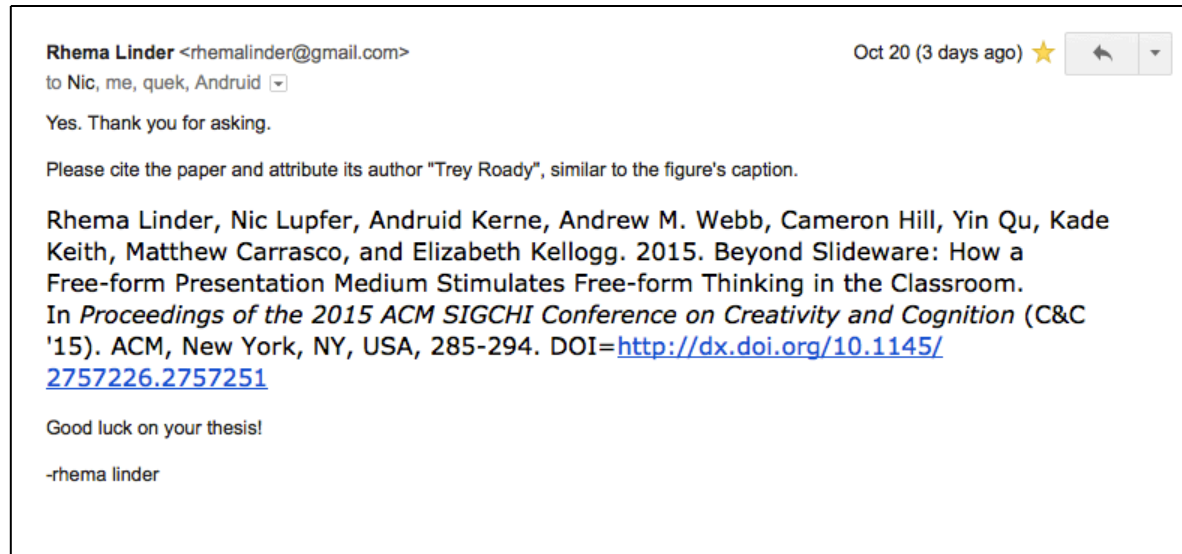 Rhema Linder <rhemalinder@gmail.com> Oct 20 (3 days ago)
to Nic, me, quek, Andruid
Yes. Thank you for asking.
Please cite the paper and attribute its author "Trey Roady", similar to the figure's caption.
Rhema Linder, Nic Lupfer, Andruid Kerne, Andrew M. Webb, Cameron Hill, Yin Qu, Kade
Keith, Matthew Carrasco, and Elizabeth Kellogg. 2015. Beyond Slideware: How a
Free-form Presentation Medium Stimulates Free-form Thinking in the Classroom.
In Proceedings of the 2015 ACM SIGCHI Conference on Creativity and Cognition (C&C
'15). ACM, New York, NY, USA, 285-294. DOI=http://dx.doi.org/10.1145/
2757226.2757251
Good luck on your thesis!
-rhema linder